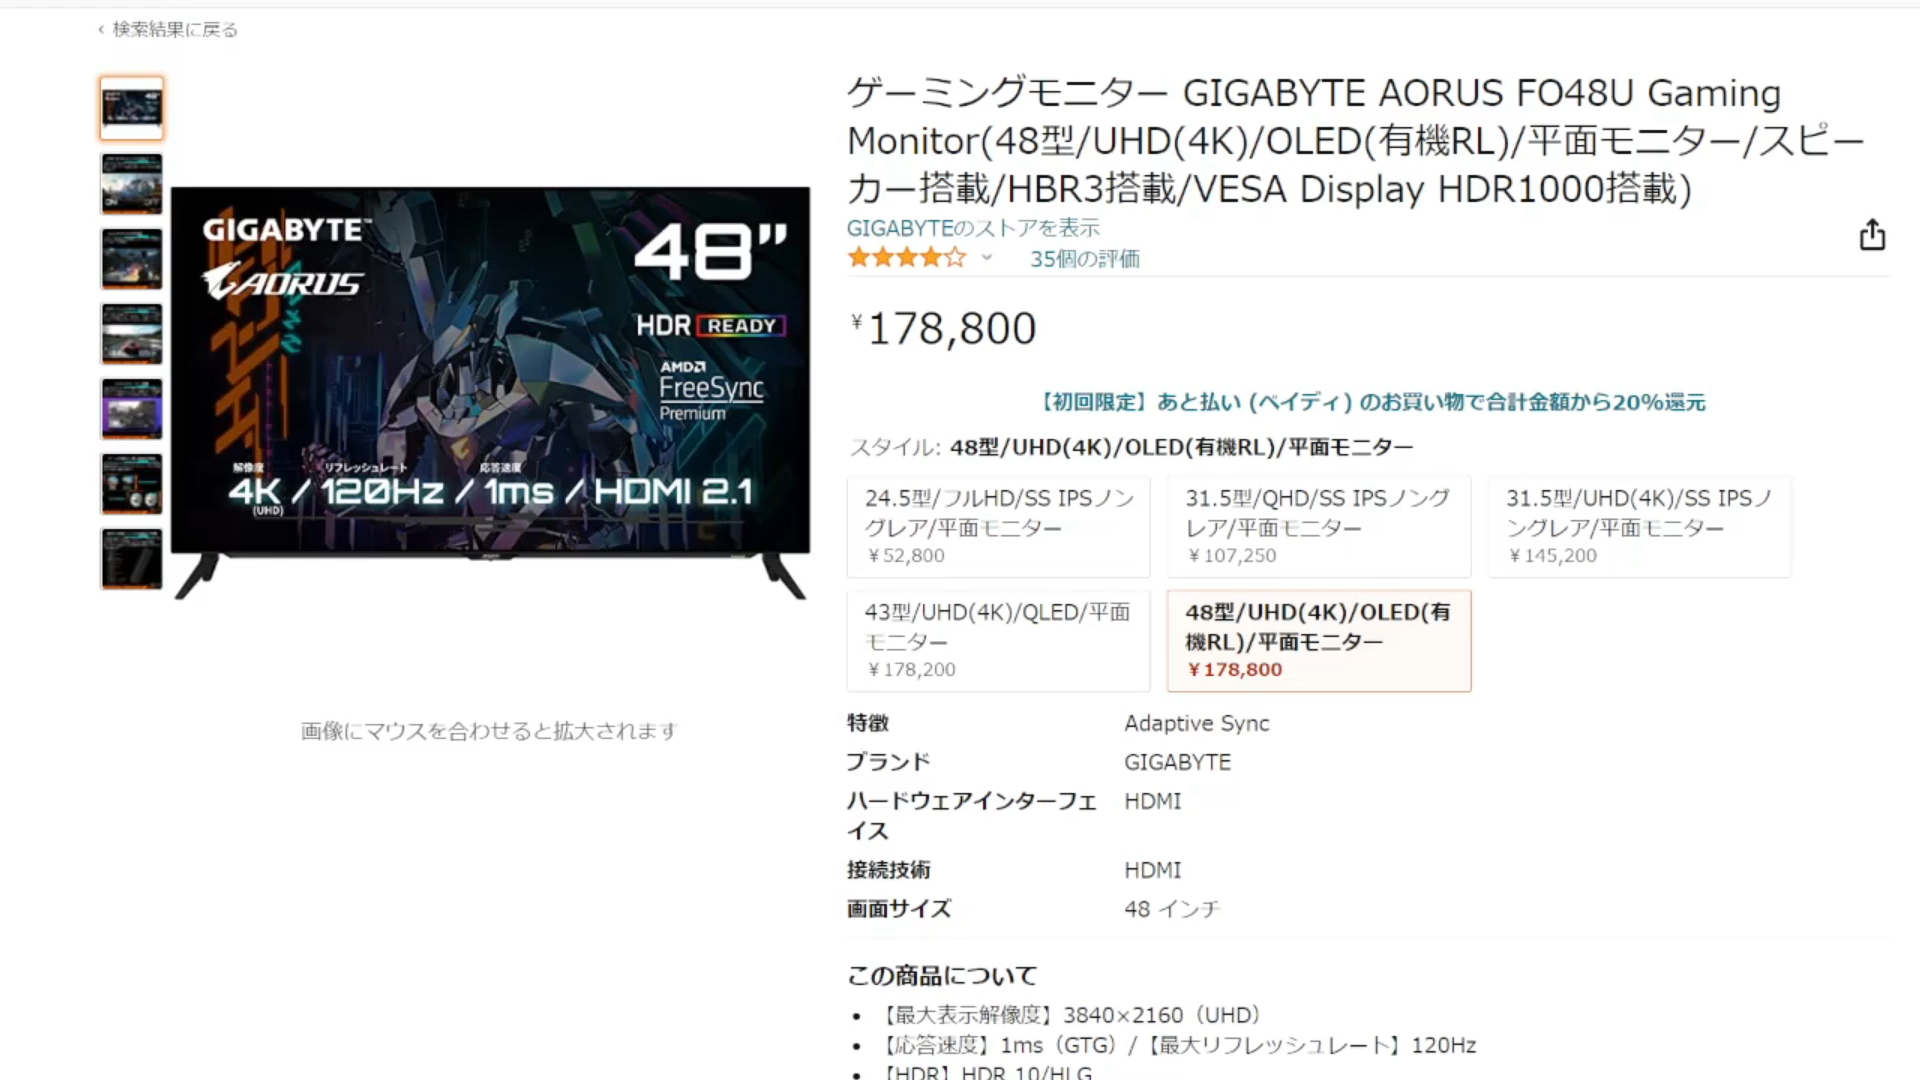 ‹ 検索結果に戻る
GIGABYTE™
AORUS
48”
HDR READY
AMD
FreeSync
Premium
解像度 リフレッシュレート 応答速度
4K / 120Hz / 1ms / HDMI 2.1
(UHD)
画像にマウスを合わせると拡大されます
ゲーミングモニター GIGABYTE AORUS FO48U Gaming
Monitor(48型/UHD(4K)/OLED(有機RL)/平面モニター/スピー
カー搭載/HBR3搭載/VESA Display HDR1000搭載)
GIGABYTEのストアを表示
35個の評価
¥178,800
【初回限定】あと払い (ペイディ) のお買い物で合計金額から20%還元
スタイル: 48型/UHD(4K)/OLED(有機RL)/平面モニター
24.5型/フルHD/SS IPSノン
グレア/平面モニター
¥52,800
31.5型/QHD/SS IPSノング
レア/平面モニター
¥107,250
31.5型/UHD(4K)/SS IPSノ
ングレア/平面モニター
¥145,200
43型/UHD(4K)/QLED/平面
モニター
¥178,200
48型/UHD(4K)/OLED(有
機RL)/平面モニター
¥178,800
特徴 Adaptive Sync
ブランド GIGABYTE
ハードウェアインターフェ HDMI
イス
接続技術 HDMI
画面サイズ 48 インチ
この商品について
• 【最大表示解像度】3840×2160（UHD）
• 【応答速度】1ms（GTG）/【最大リフレッシュレート】120Hz
• 【HDR】HDR 10/HLG